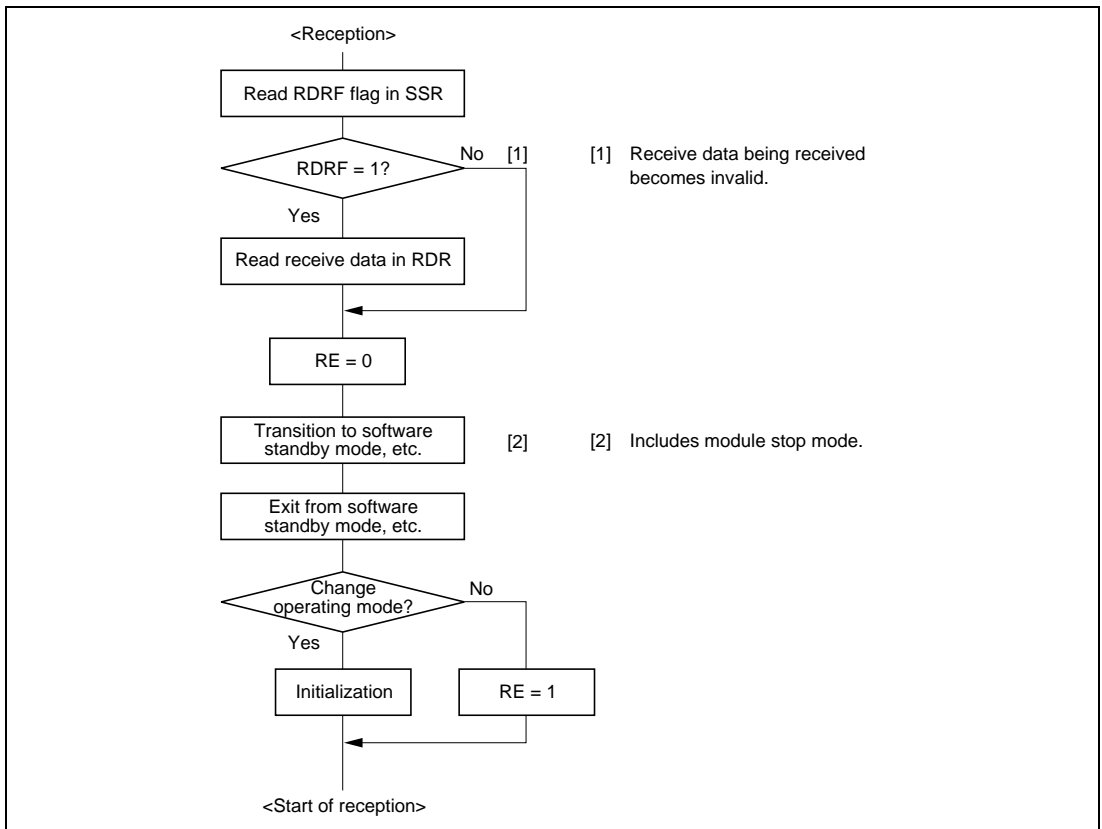 <Reception>
Read RDRF flag in SSR
RDRF = 1?
No [1]
[1] Receive data being received
becomes invalid.
Yes
Read receive data in RDR
RE = 0
Transition to software
standby mode, etc.
[2]
[2] Includes module stop mode.
Exit from software
standby mode, etc.
Change
operating mode?
No
Yes
Initialization
RE = 1
<Start of reception>